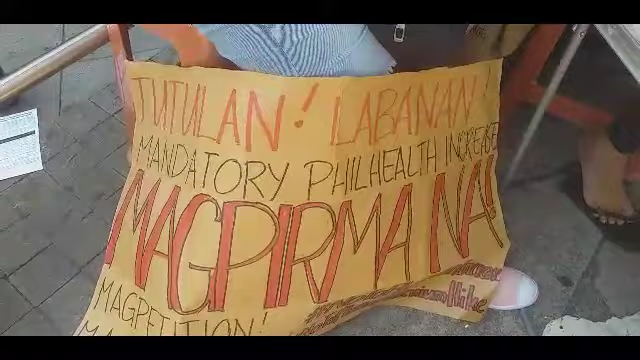 TUTULAN! LABANAN!
MANDATORY PHILHEALTH INCREASE
MAGPIRMA NA!
MAGPETITION!